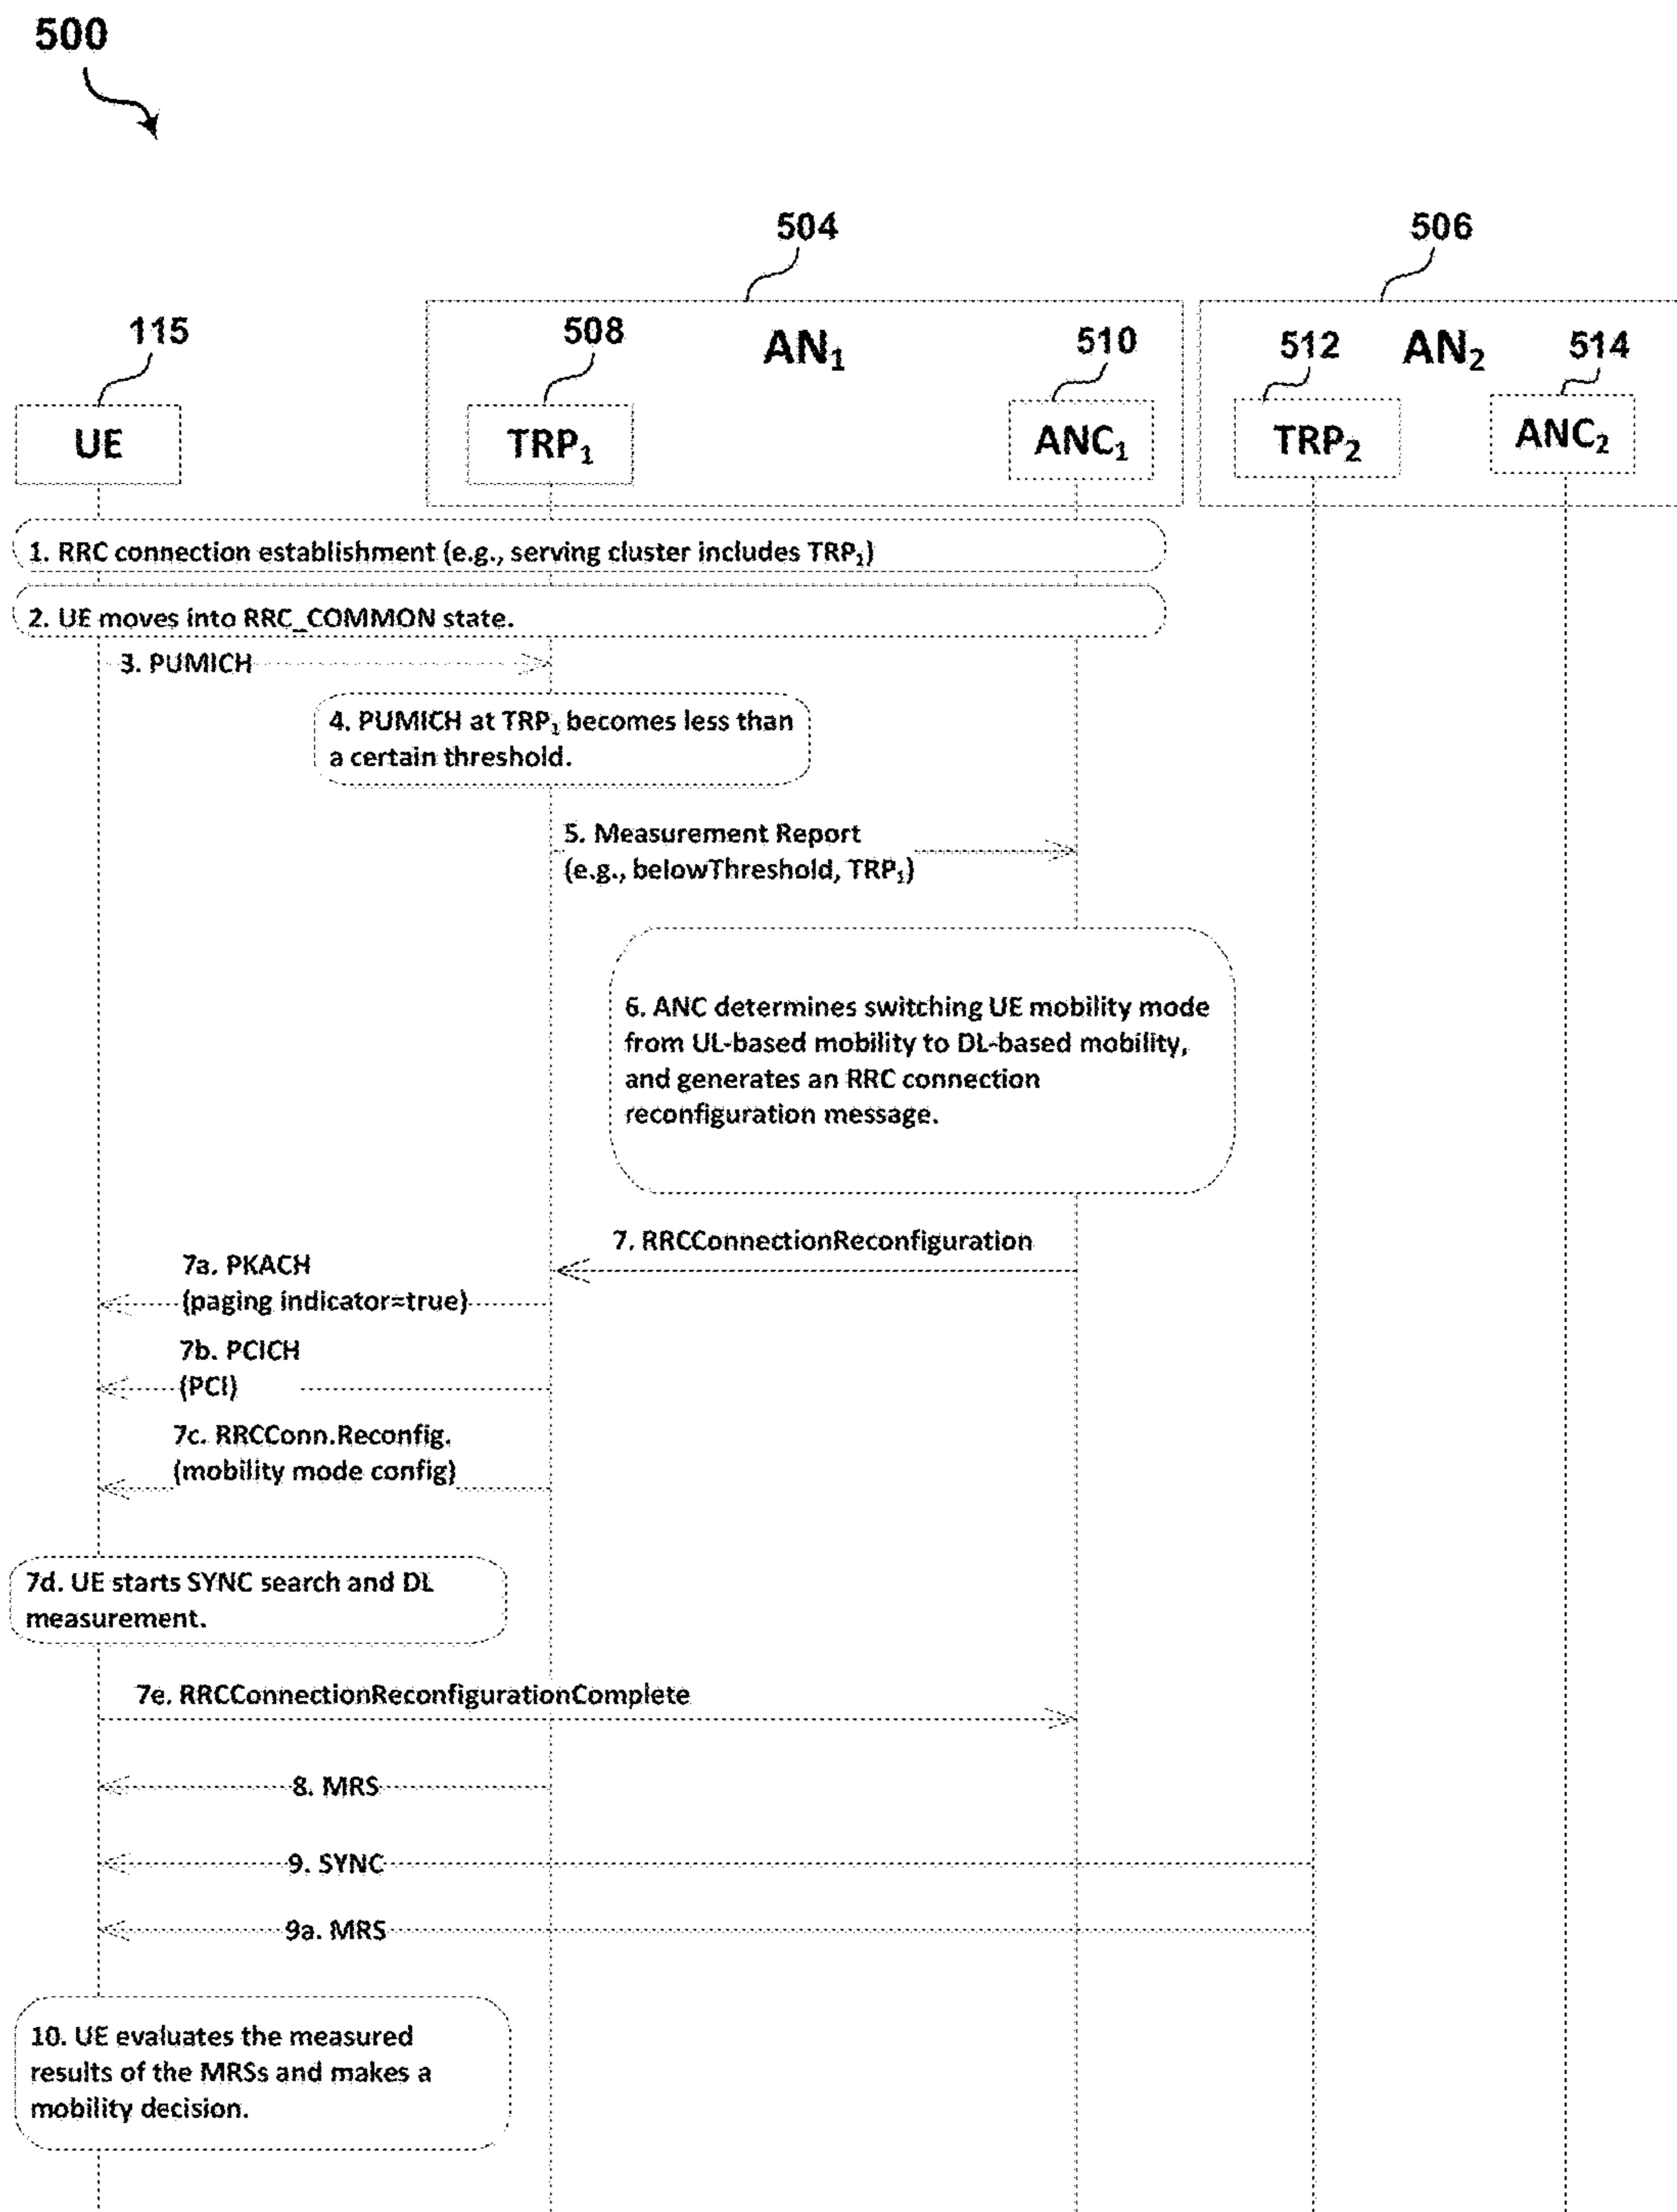 500
504
506
115
508
AN₁
510
512
AN₂
514
UE
TRP₁
ANC₁
TRP₂
ANC₂
1. RRC connection establishment (e.g., serving cluster includes TRP₁)
2. UE moves into RRC_COMMON state.
3. PUMICH
4. PUMICH at TRP₁ becomes less than
a certain threshold.
5. Measurement Report
(e.g., belowThreshold, TRP₁)
6. ANC determines switching UE mobility mode
from UL-based mobility to DL-based mobility,
and generates an RRC connection
reconfiguration message.
7. RRCConnectionReconfiguration
7a. PKACH
(paging indicator=true)
7b. PCICH
(PCI)
7c. RRCConn.Reconfig.
(mobility mode config)
7d. UE starts SYNC search and DL
measurement.
7e. RRCConnectionReconfigurationComplete
8. MRS
9. SYNC
9a. MRS
10. UE evaluates the measured
results of the MRSs and makes a
mobility decision.